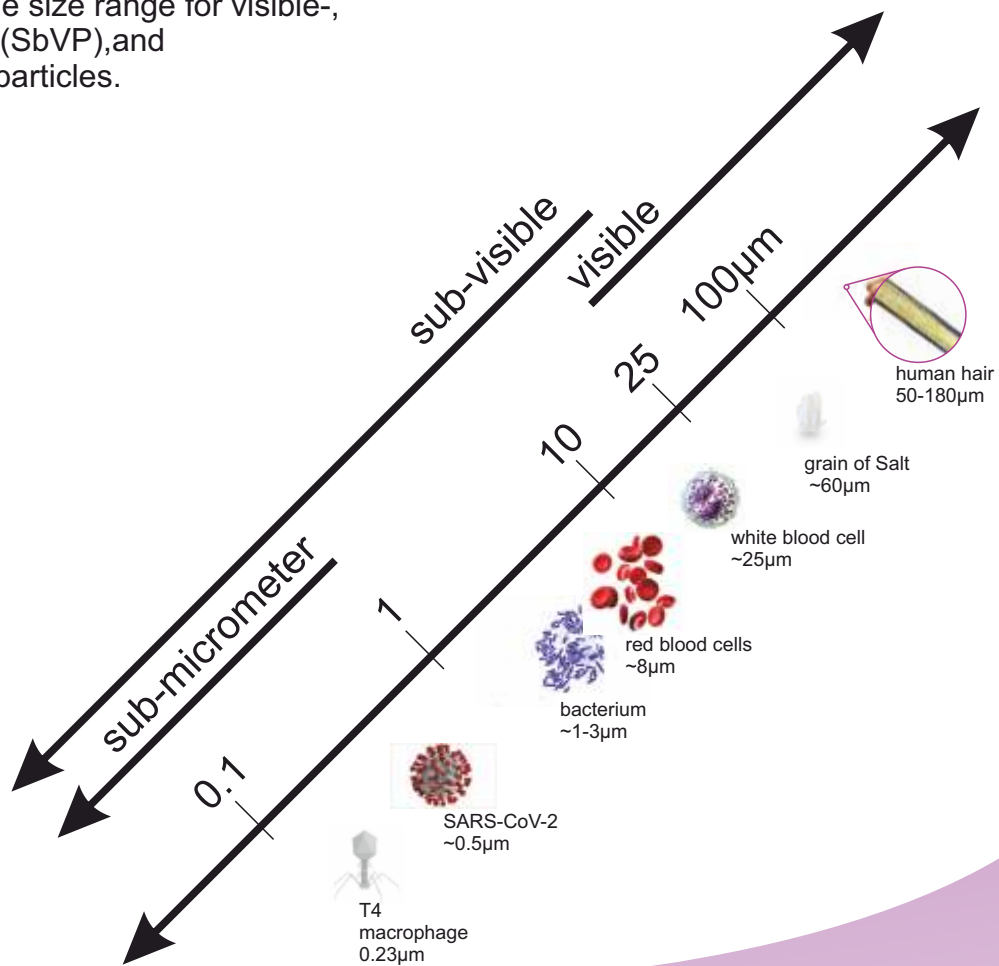 e size range for visible-,
(SbVP),and
particles.
sub-visible
visible
sub-micrometer
100µm
25
10
1
0.1
human hair
50-180µm
grain of Salt
~60µm
white blood cell
~25µm
red blood cells
~8µm
bacterium
~1-3µm
SARS-CoV-2
~0.5µm
T4
macrophage
0.23µm